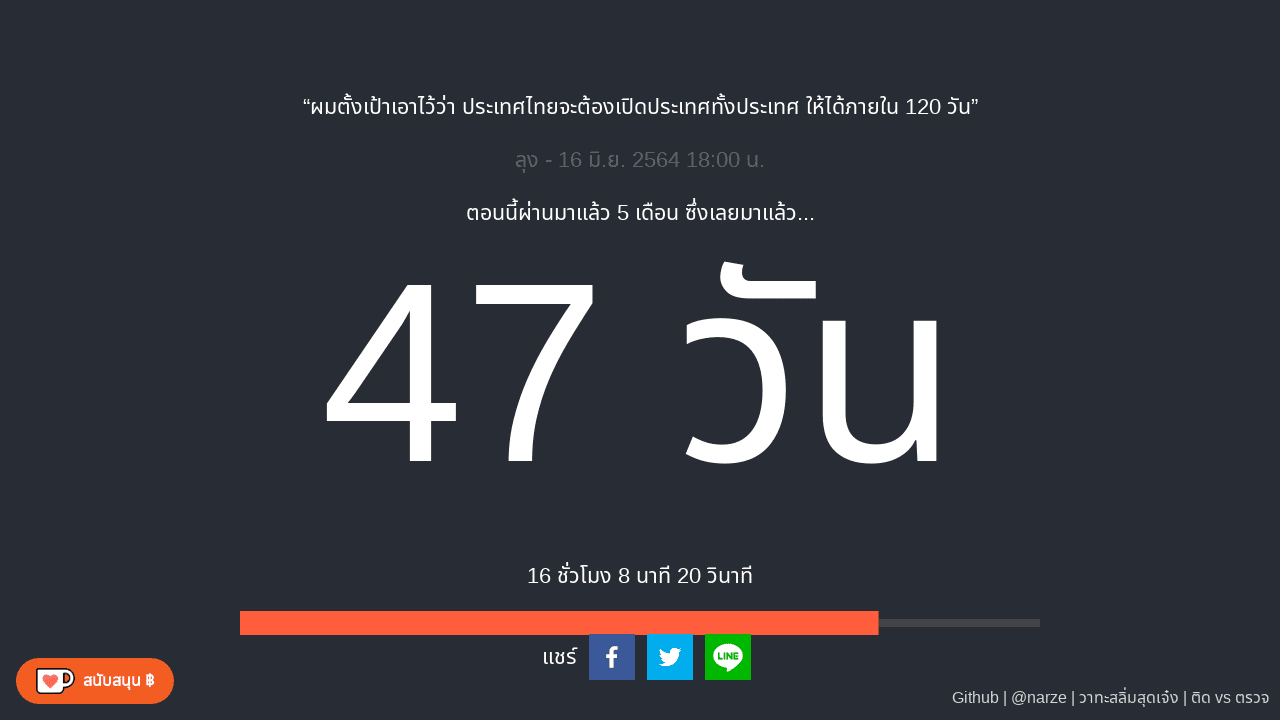 “ผมตั้งเป้าเอาไว้ว่า ประเทศไทยจะต้องเปิดประเทศทั้งประเทศ ให้ได้ภายใน 120 วัน”
ลุง - 16 มิ.ย. 2564 18:00 น.
ตอนนี้ผ่านมาแล้ว 5 เดือน ซึ่งเลยมาแล้ว...
47 วัน
16 ชั่วโมง 8 นาที 20 วินาที
แชร์
LINE
สนับสนุน ฿
Github | @narze | วาทะสลิ่มสุดเจ๋ง | ติด vs ตรวจ